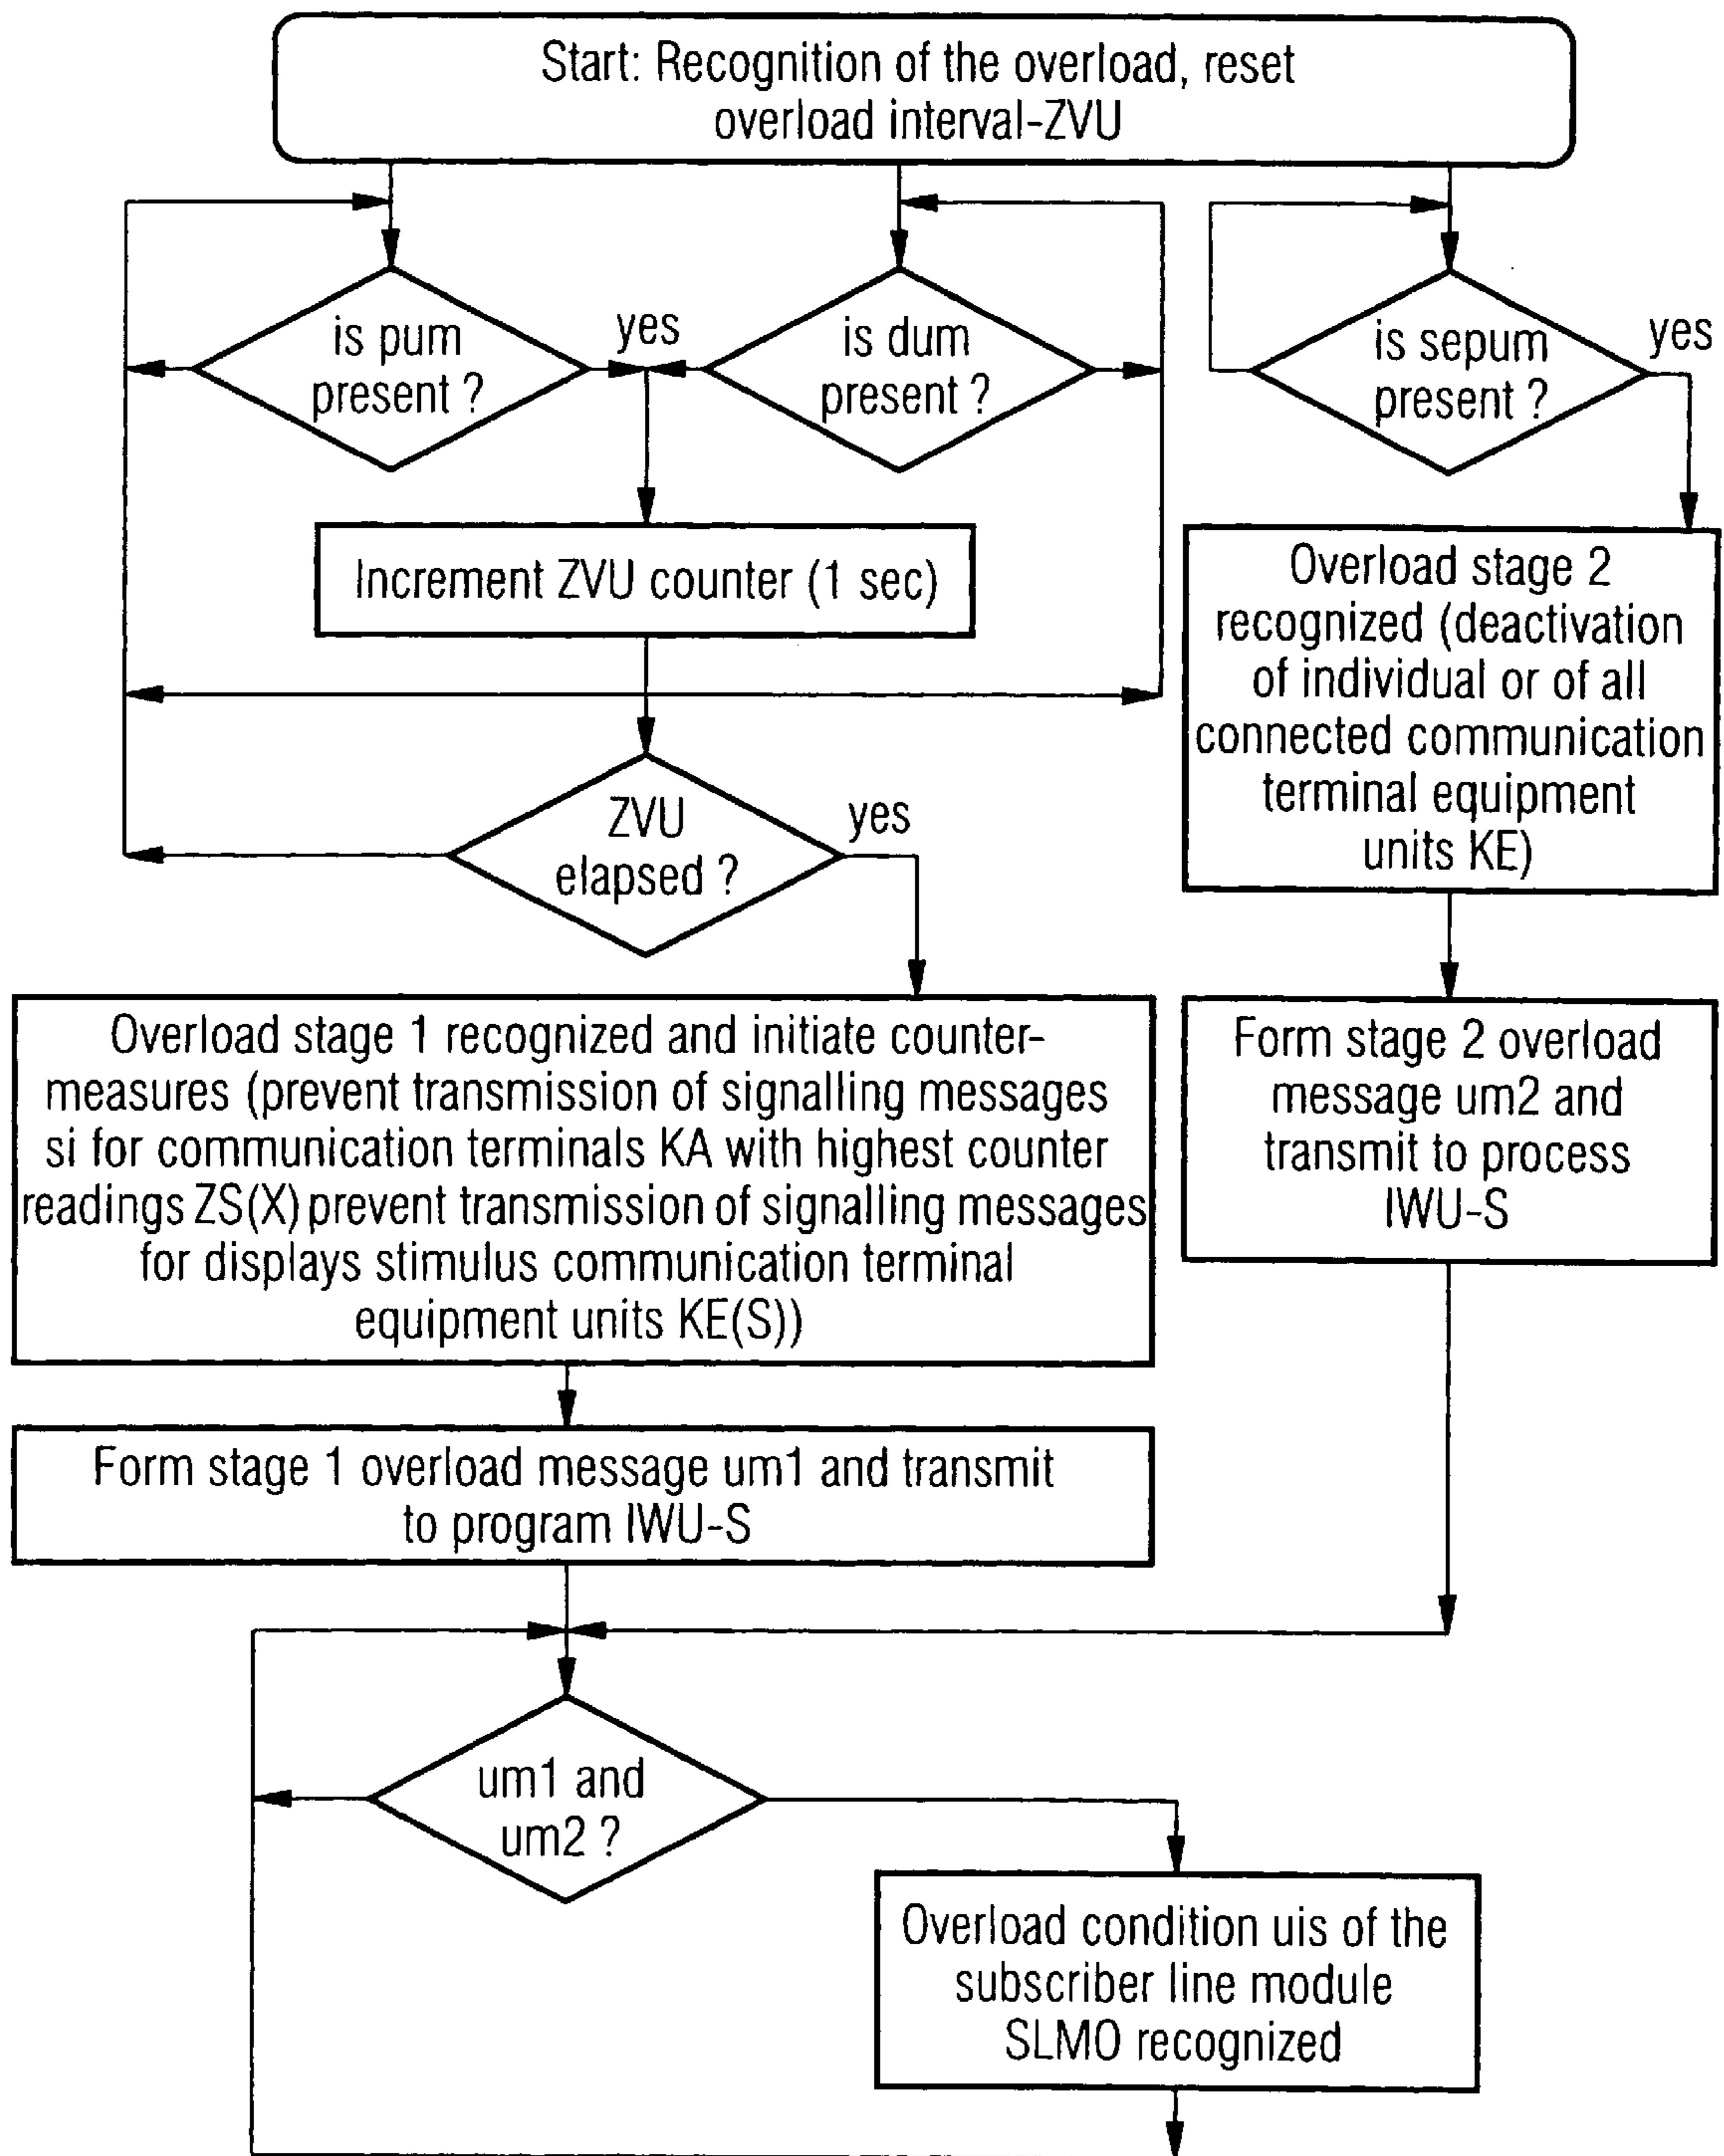 Start: Recognition of the overload, reset
overload interval-ZVU
is pum
present ?
yes
is dum
present ?
is sepum
present ?
yes
Increment ZVU counter (1 sec)
Overload stage 2
recognized (deactivation
of individual or of all
connected communication
terminal equipment
units KE)
ZVU
elapsed ?
yes
Overload stage 1 recognized and initiate counter-
measures (prevent transmission of signalling messages
si for communication terminals KA with highest counter
readings ZS(X) prevent transmission of signalling messages
for displays stimulus communication terminal
equipment units KE(S))
Form stage 2 overload
message um2 and
transmit to process
IWU-S
Form stage 1 overload message um1 and transmit
to program IWU-S
um1 and
um2 ?
Overload condition uis of the
subscriber line module
SLMO recognized